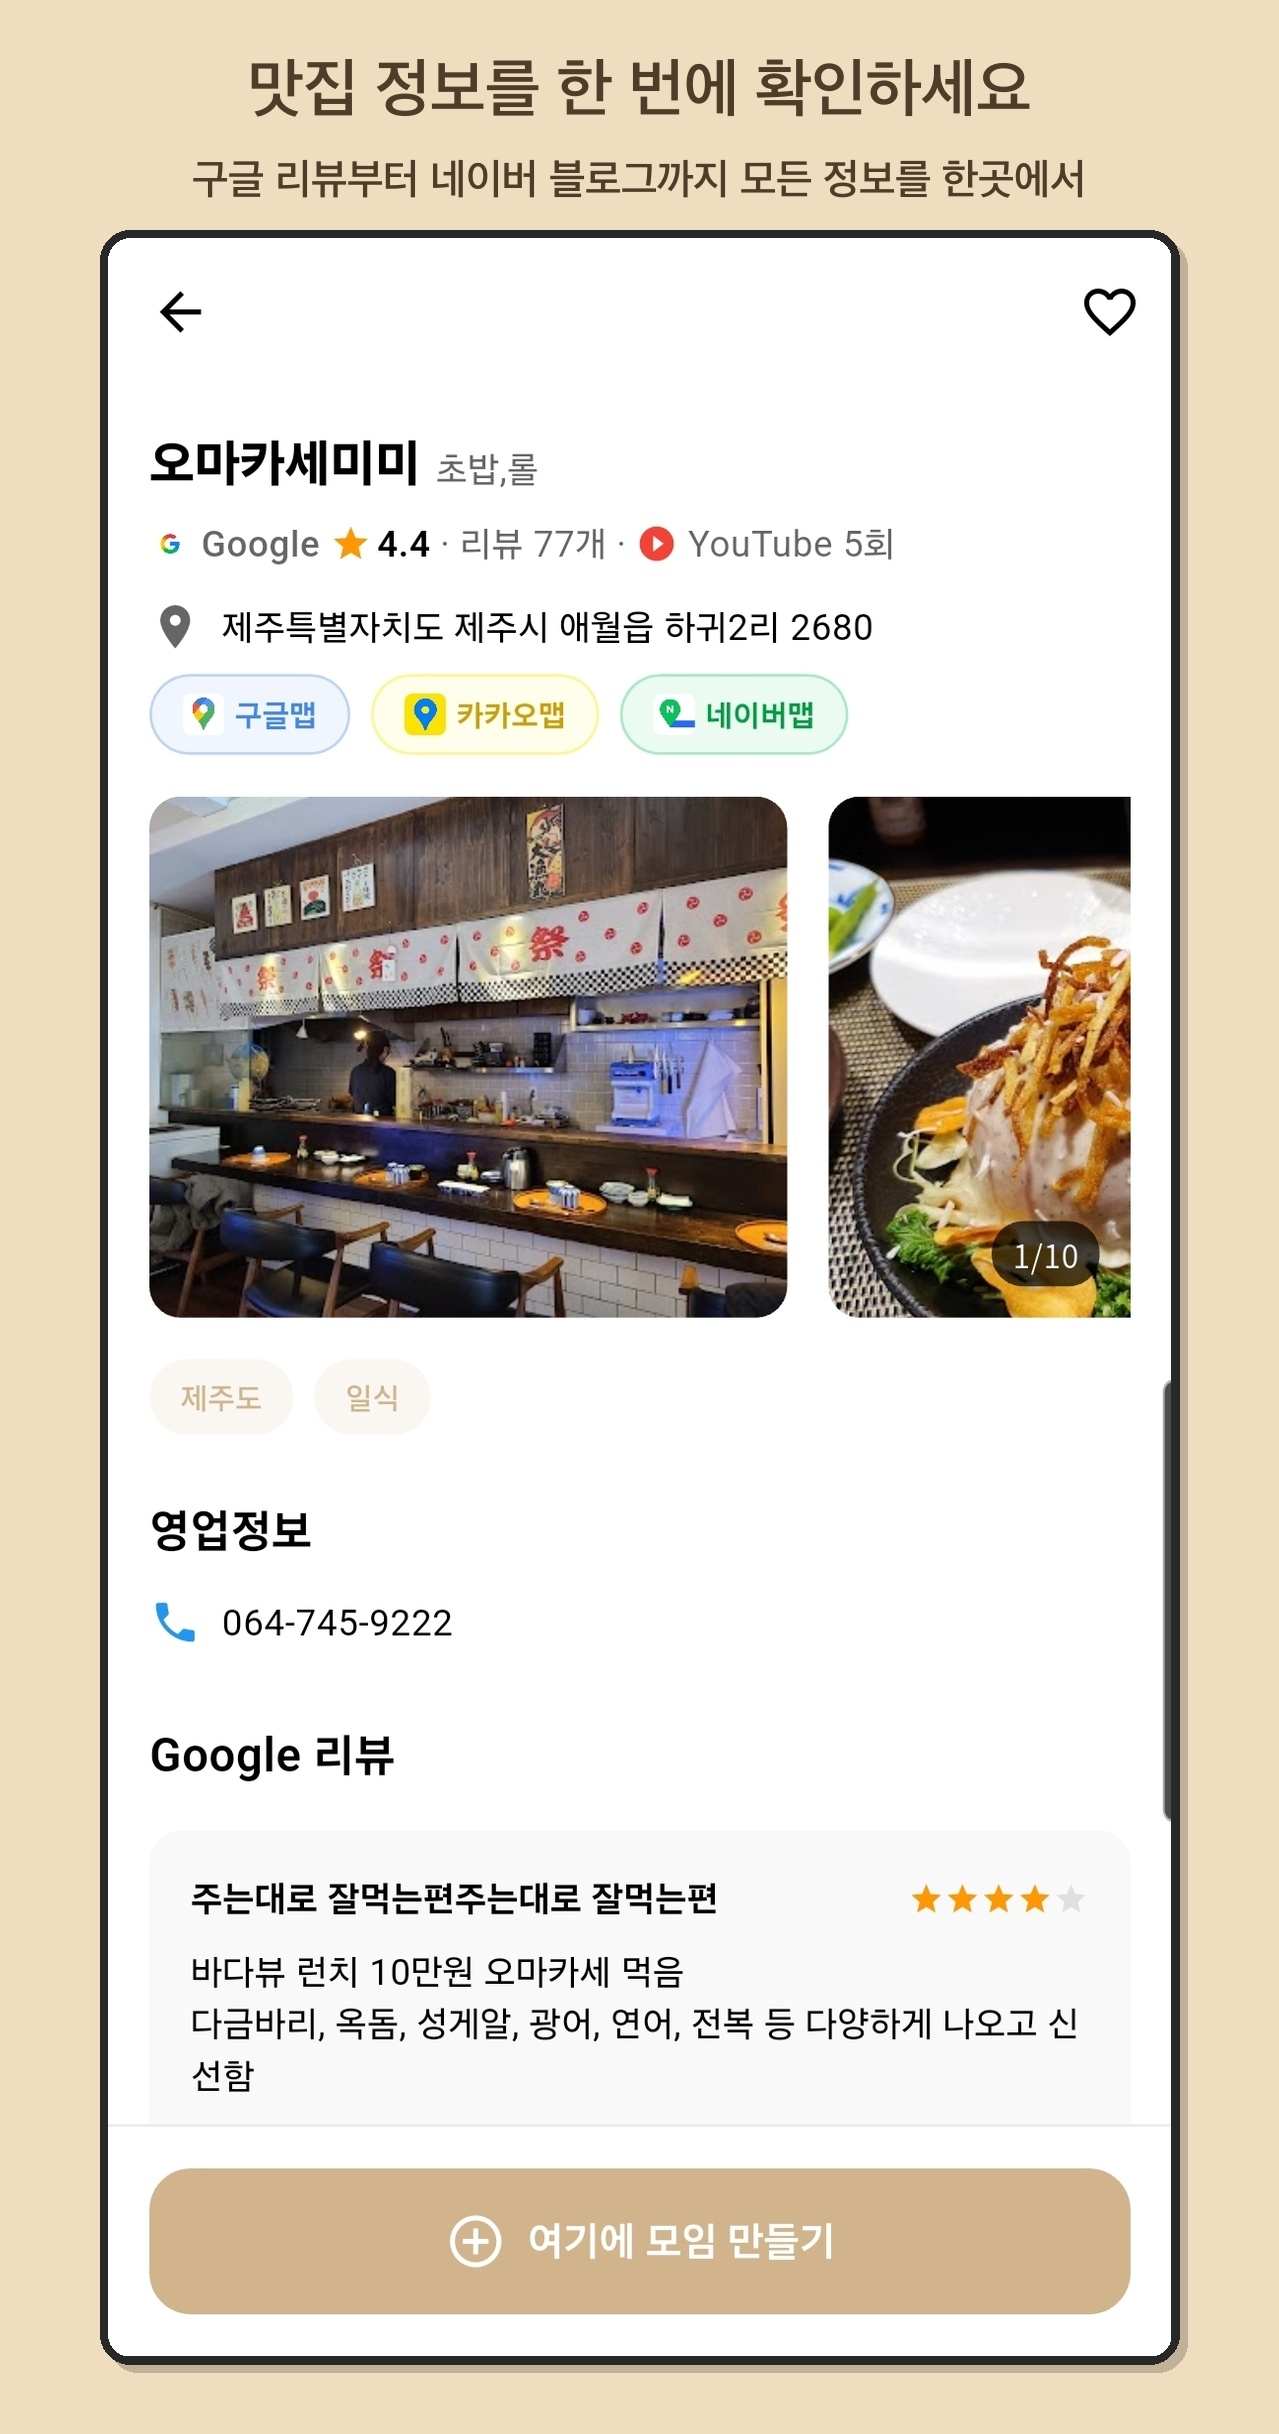 맛집 정보를 한 번에 확인하세요
구글 리뷰부터 네이버 블로그까지 모든 정보를 한곳에서
오마카세미미 초밥,롤
G Google 4.4 · 리뷰 77개 · YouTube 5회
제주특별자치도 제주시 애월읍 하귀2리 2680
구글맵 카카오맵 N 네이버맵
祭 祭 祭 祭
1/10
제주도 일식
영업정보
064-745-9222
Google 리뷰
주는대로 잘먹는편주는대로 잘먹는편
바다뷰 런치 10만원 오마카세 먹음
다금바리, 옥돔, 성게알, 광어, 연어, 전복 등 다양하게 나오고 신
선함
여기에 모임 만들기